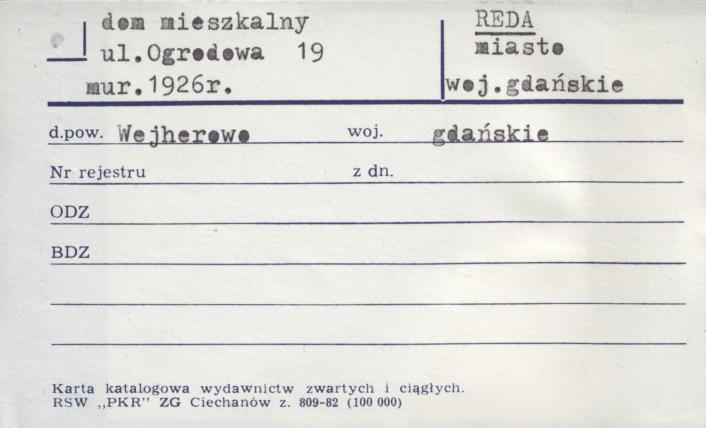 dom mieszkalny
ul.Ogrodowa 19
mur.1926r.
REDA
miasto
woj.gdańskie
d.pow. Wejherowo woj. gdańskie
Nr rejestru z dn.
ODZ
BDZ
Karta katalogowa wydawnictw zwartych i ciągłych.
RSW „PKR" ZG Ciechanów z. 809-82 (100 000)